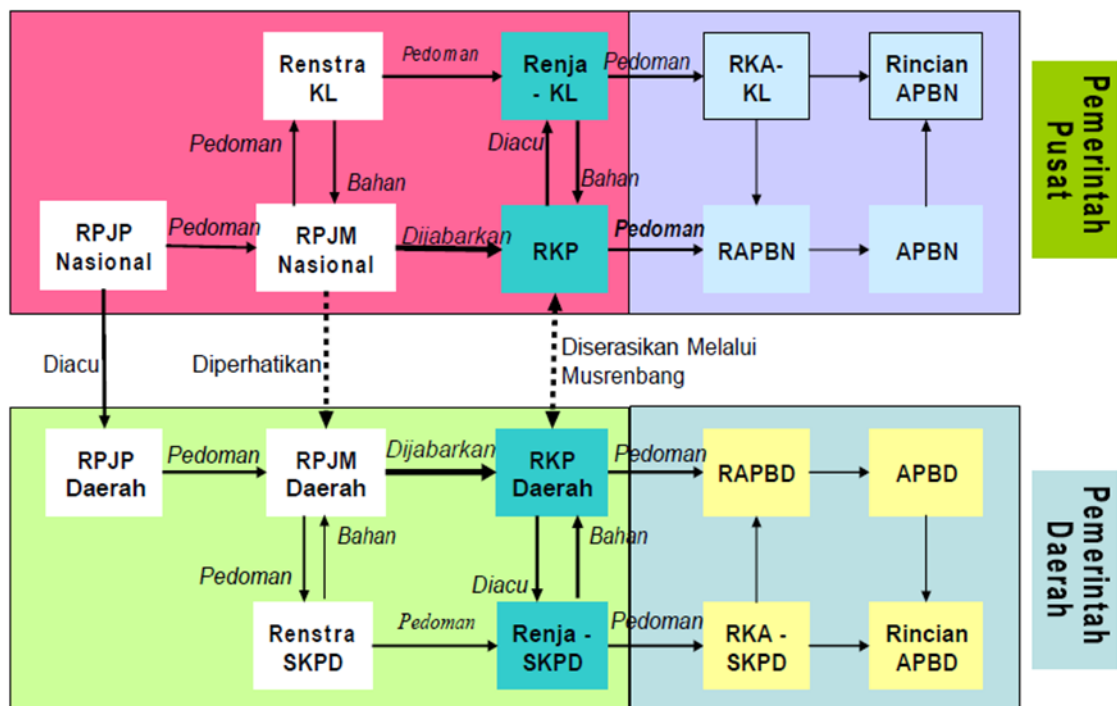 Renstra
KL
Pedoman
Renja
- KL
Pedoman
RKA-
KL
Rincian
APBN
Pedoman
Bahan
Diacu
Bahan
RPJP
Nasional
Pedoman
RPJM
Nasional
Dijabarkan
RKP
Pedoman
RAPBN
APBN
Pemerintah
Pusat
Diacu
Diperhatikan
Diserasikan Melalui
Musrenbang
RPJP
Daerah
Pedoman
RPJM
Daerah
Dijabarkan
RKP
Daerah
Pedoman
RAPBD
APBD
Pedoman
Bahan
Diacu
Bahan
Renstra
SKPD
Pedoman
Renja -
SKPD
Pedoman
RKA -
SKPD
Rincian
APBD
Pemerintah
Daerah